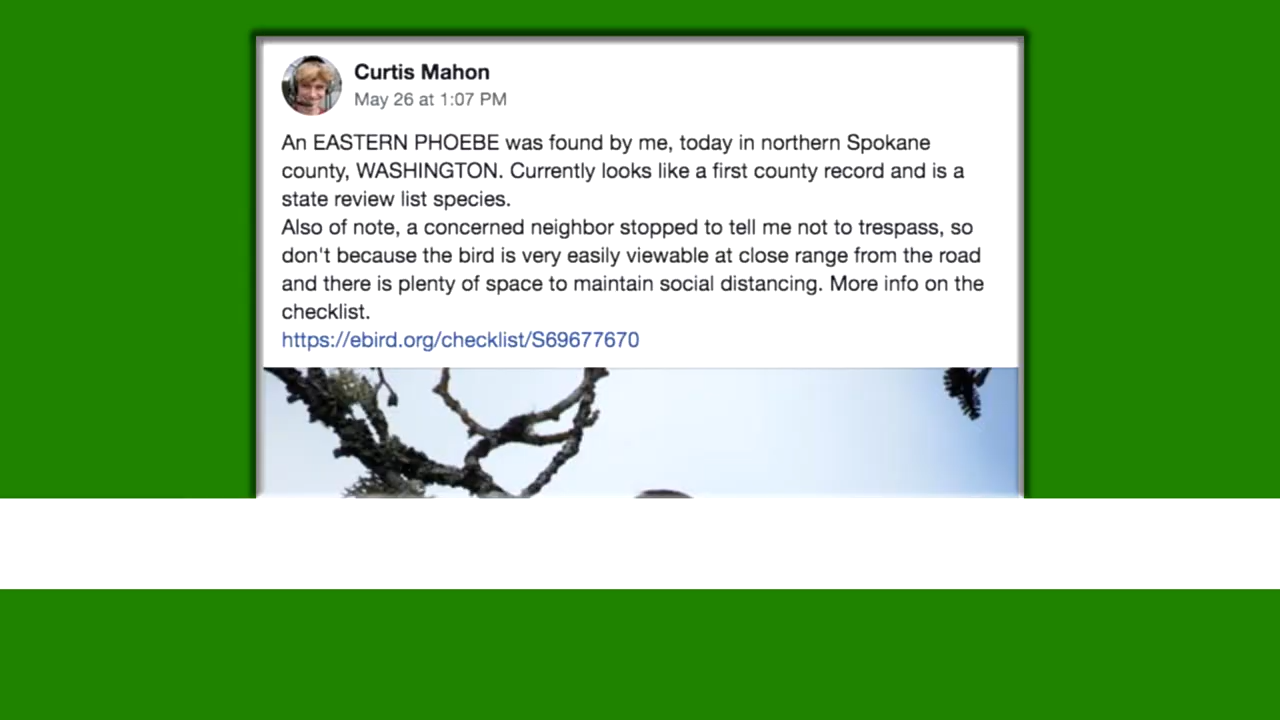 Curtis Mahon
May 26 at 1:07 PM
An EASTERN PHOEBE was found by me, today in northern Spokane
county, WASHINGTON. Currently looks like a first county record and is a
state review list species.
Also of note, a concerned neighbor stopped to tell me not to trespass, so
don't because the bird is very easily viewable at close range from the road
and there is plenty of space to maintain social distancing. More info on the
checklist.
https://ebird.org/checklist/S69677670